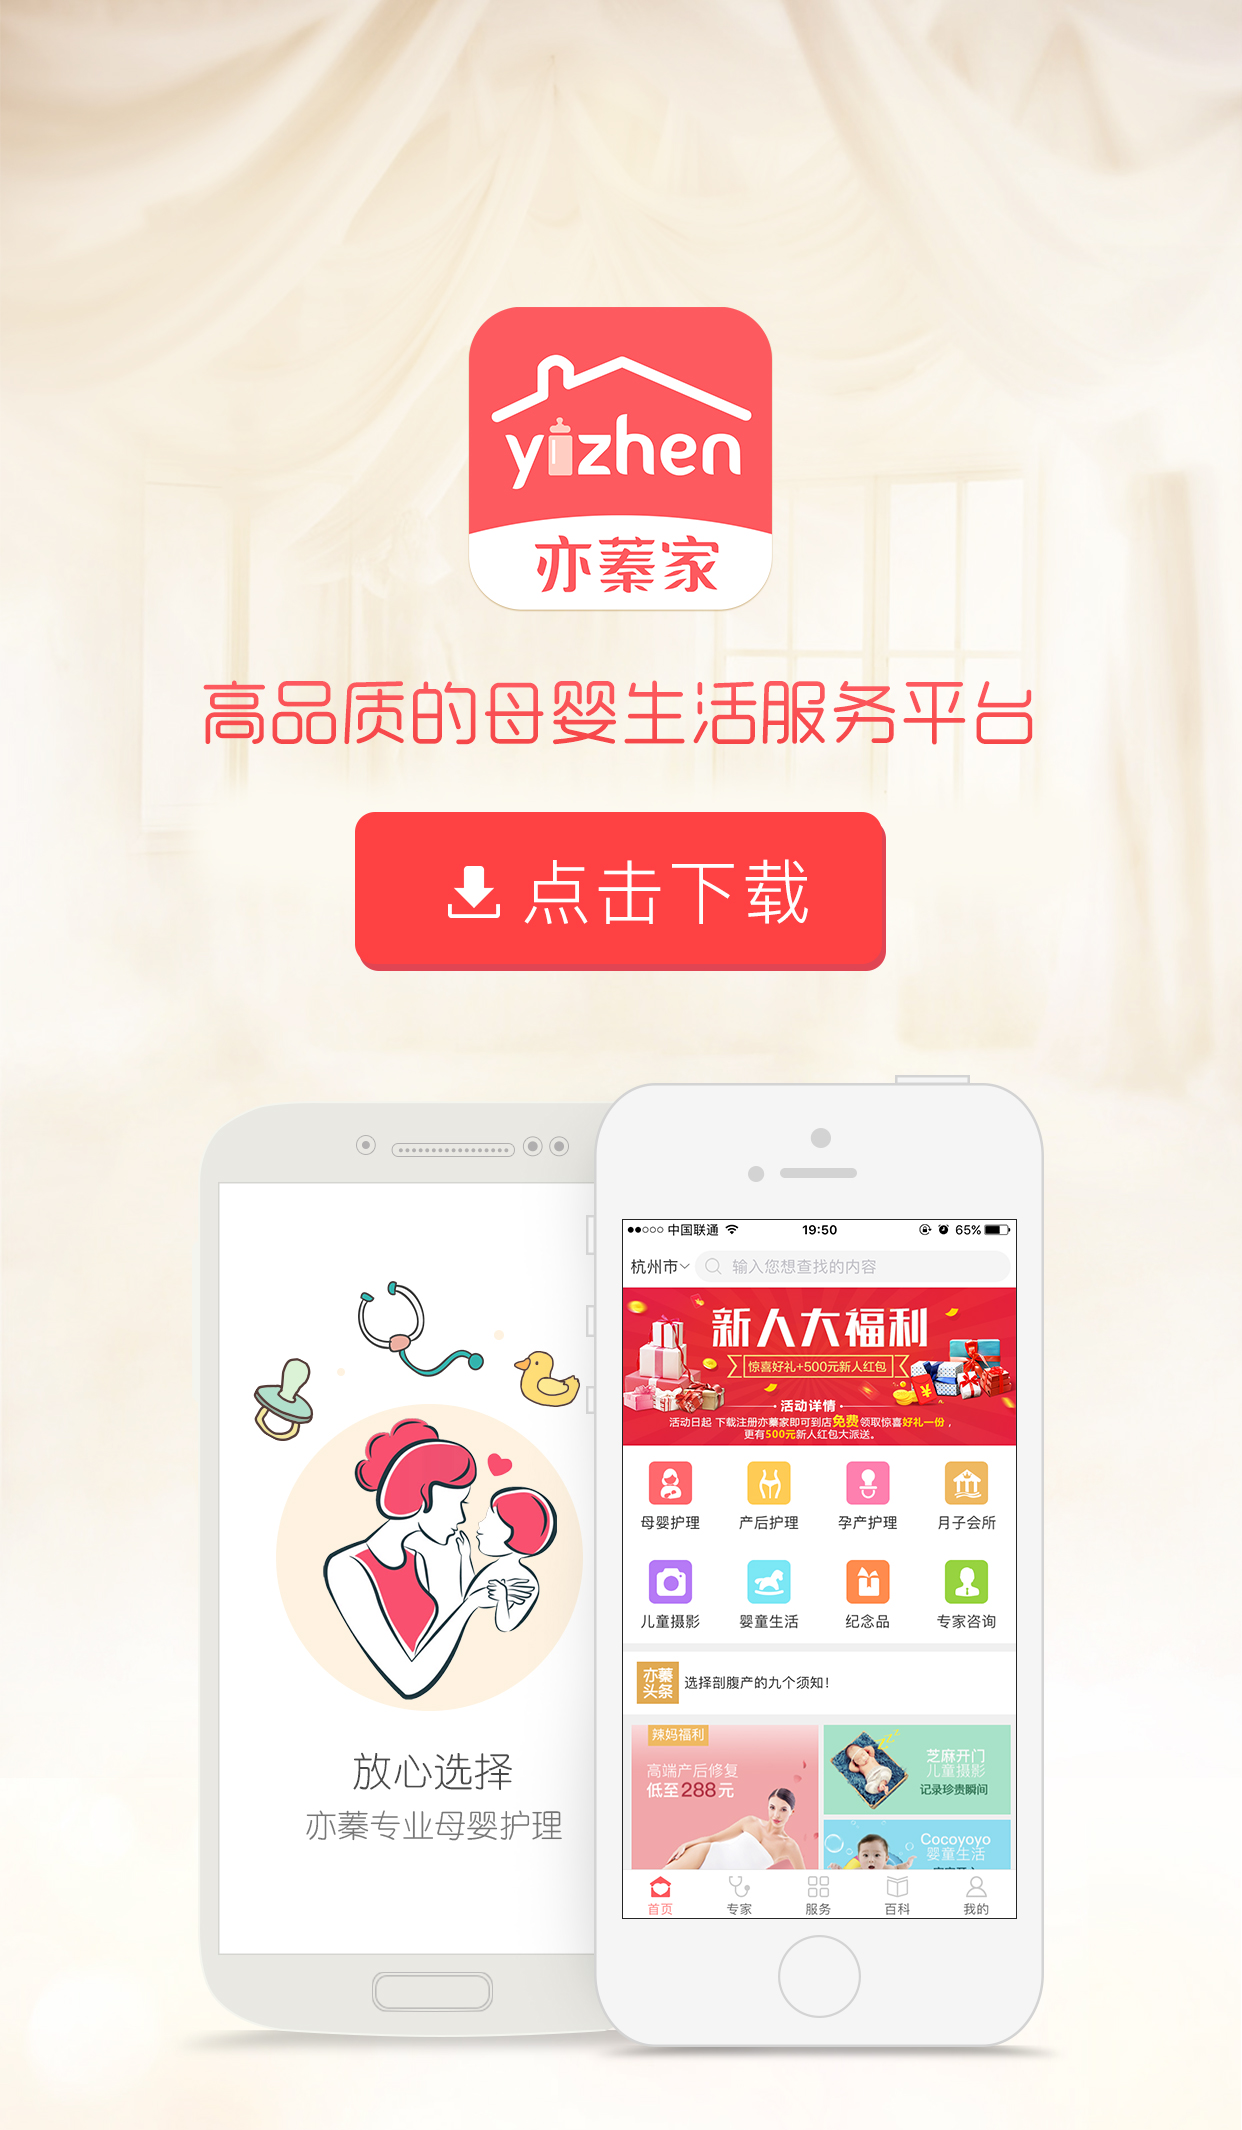 yizhen
亦蓁家
高品质的母婴生活服务平台
点击下载
放心选择
亦蓁专业母婴护理
中国联通
19:50
65%
杭州市
输入您想查找的内容
新人大福利
惊喜好礼+500元新人红包
活动详情
活动日起 下载注册亦蓁家即可到店免费领取惊喜好礼一份，
更有500元新人红包大派送。
母婴护理 产后护理 孕产护理 月子会所
儿童摄影 婴童生活 纪念品 专家咨询
亦蓁
头条
选择剖腹产的九个须知！
辣妈福利
高端产后修复
低至288元
zzz
芝麻开门
儿童摄影
记录珍贵瞬间
Cocoyoyo
婴童生活
首页 专家 服务 百科 我的